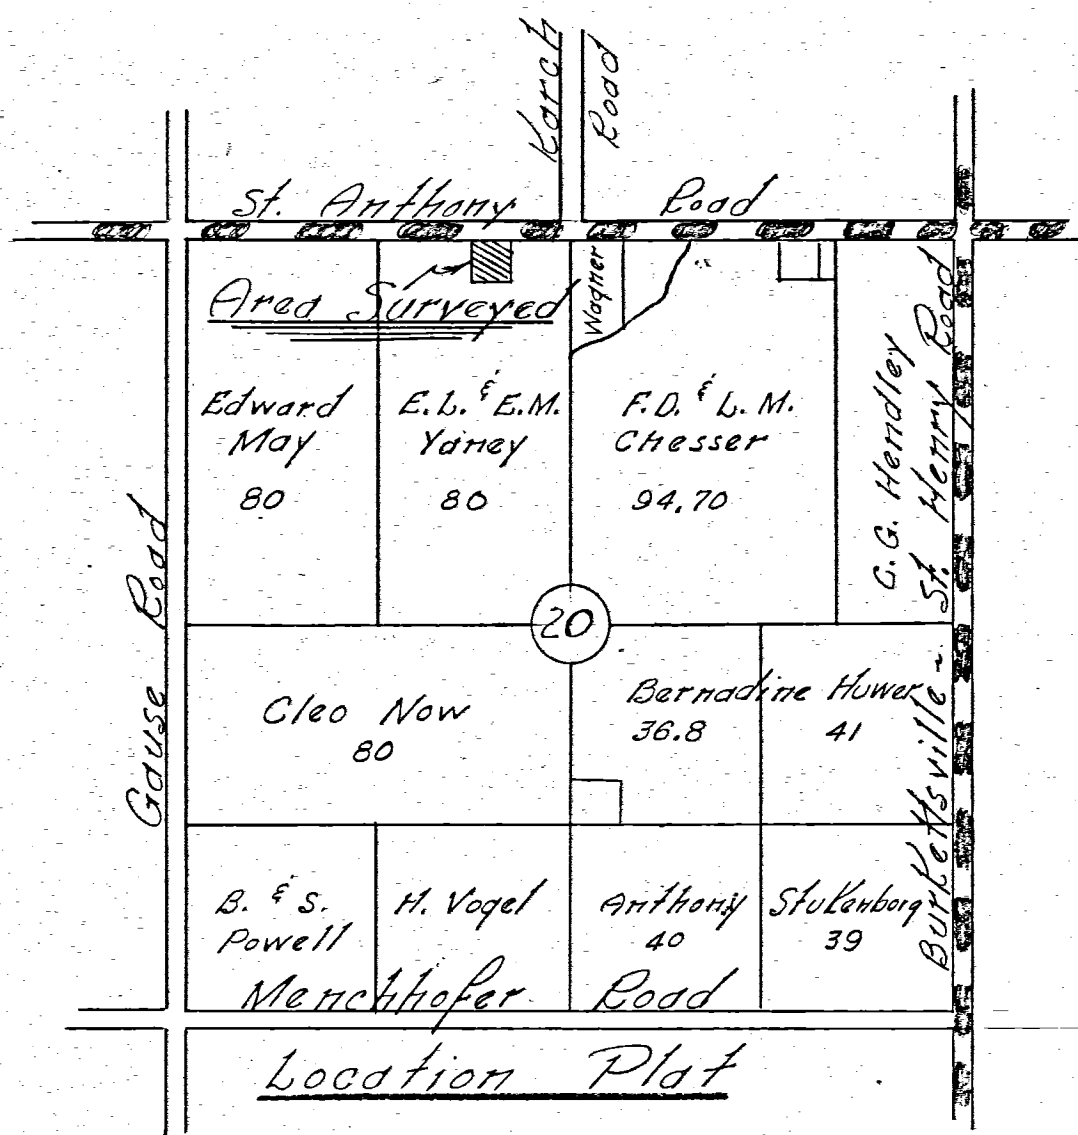 Karch
Road
St. Anthony Road
Area Surveyed
Wagner
Edward
May
80
E.L. & E.M.
Yaney
80
F.D. & L.M.
Chesser
94.70
C. G. Hendley
Gause Road
20
Cleo Now
80
Bernadine Huwer
36.8
41
Burkettsville - St. Henry Road
B. & S.
Powell
H. Vogel
Anthony Stukenborg
40
39
Menchhofer Road
Location Plat